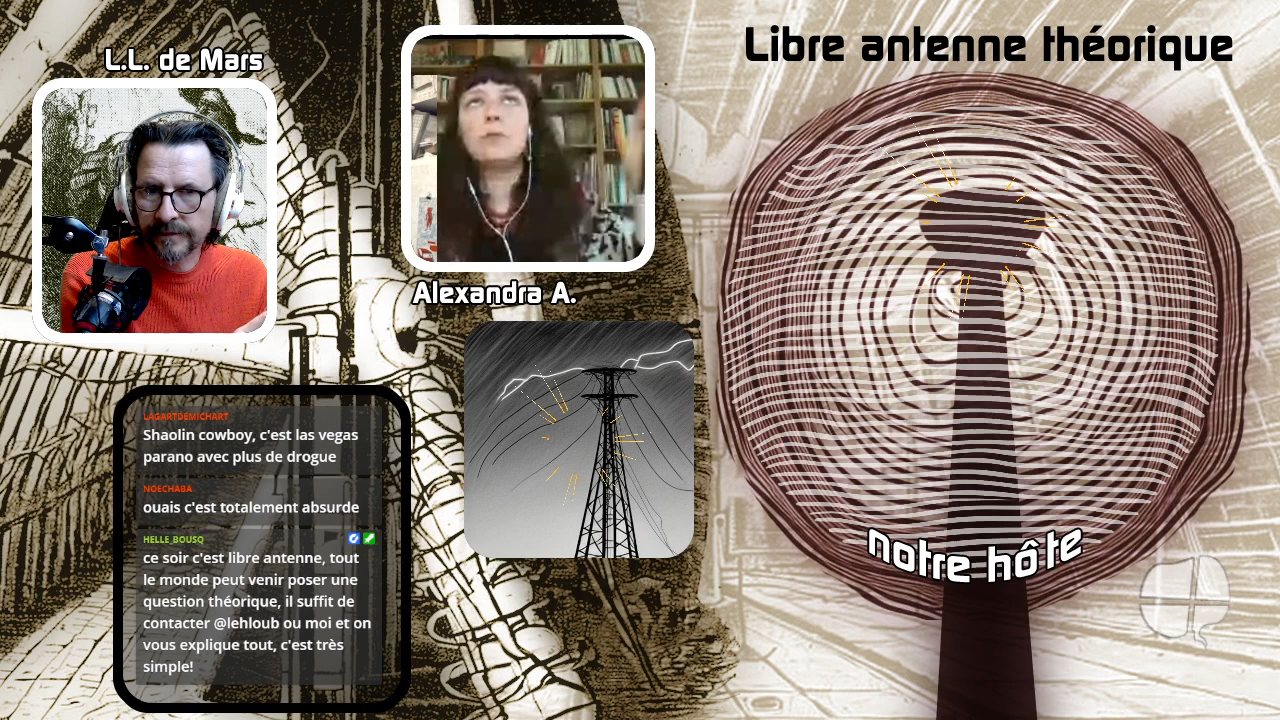 L.L. de Mars
Libre antenne théorique
Alexandra A.
LAGARTDEMICHART
Shaolin cowboy, c'est las vegas
parano avec plus de drogue
NOECHABA
ouais c'est totalement absurde
HELLE_BOUSQ
ce soir c'est libre antenne, tout
le monde peut venir poser une
question théorique, il suffit de
contacter @lehloub ou moi et on
vous explique tout, c'est très
simple!
notre hôte